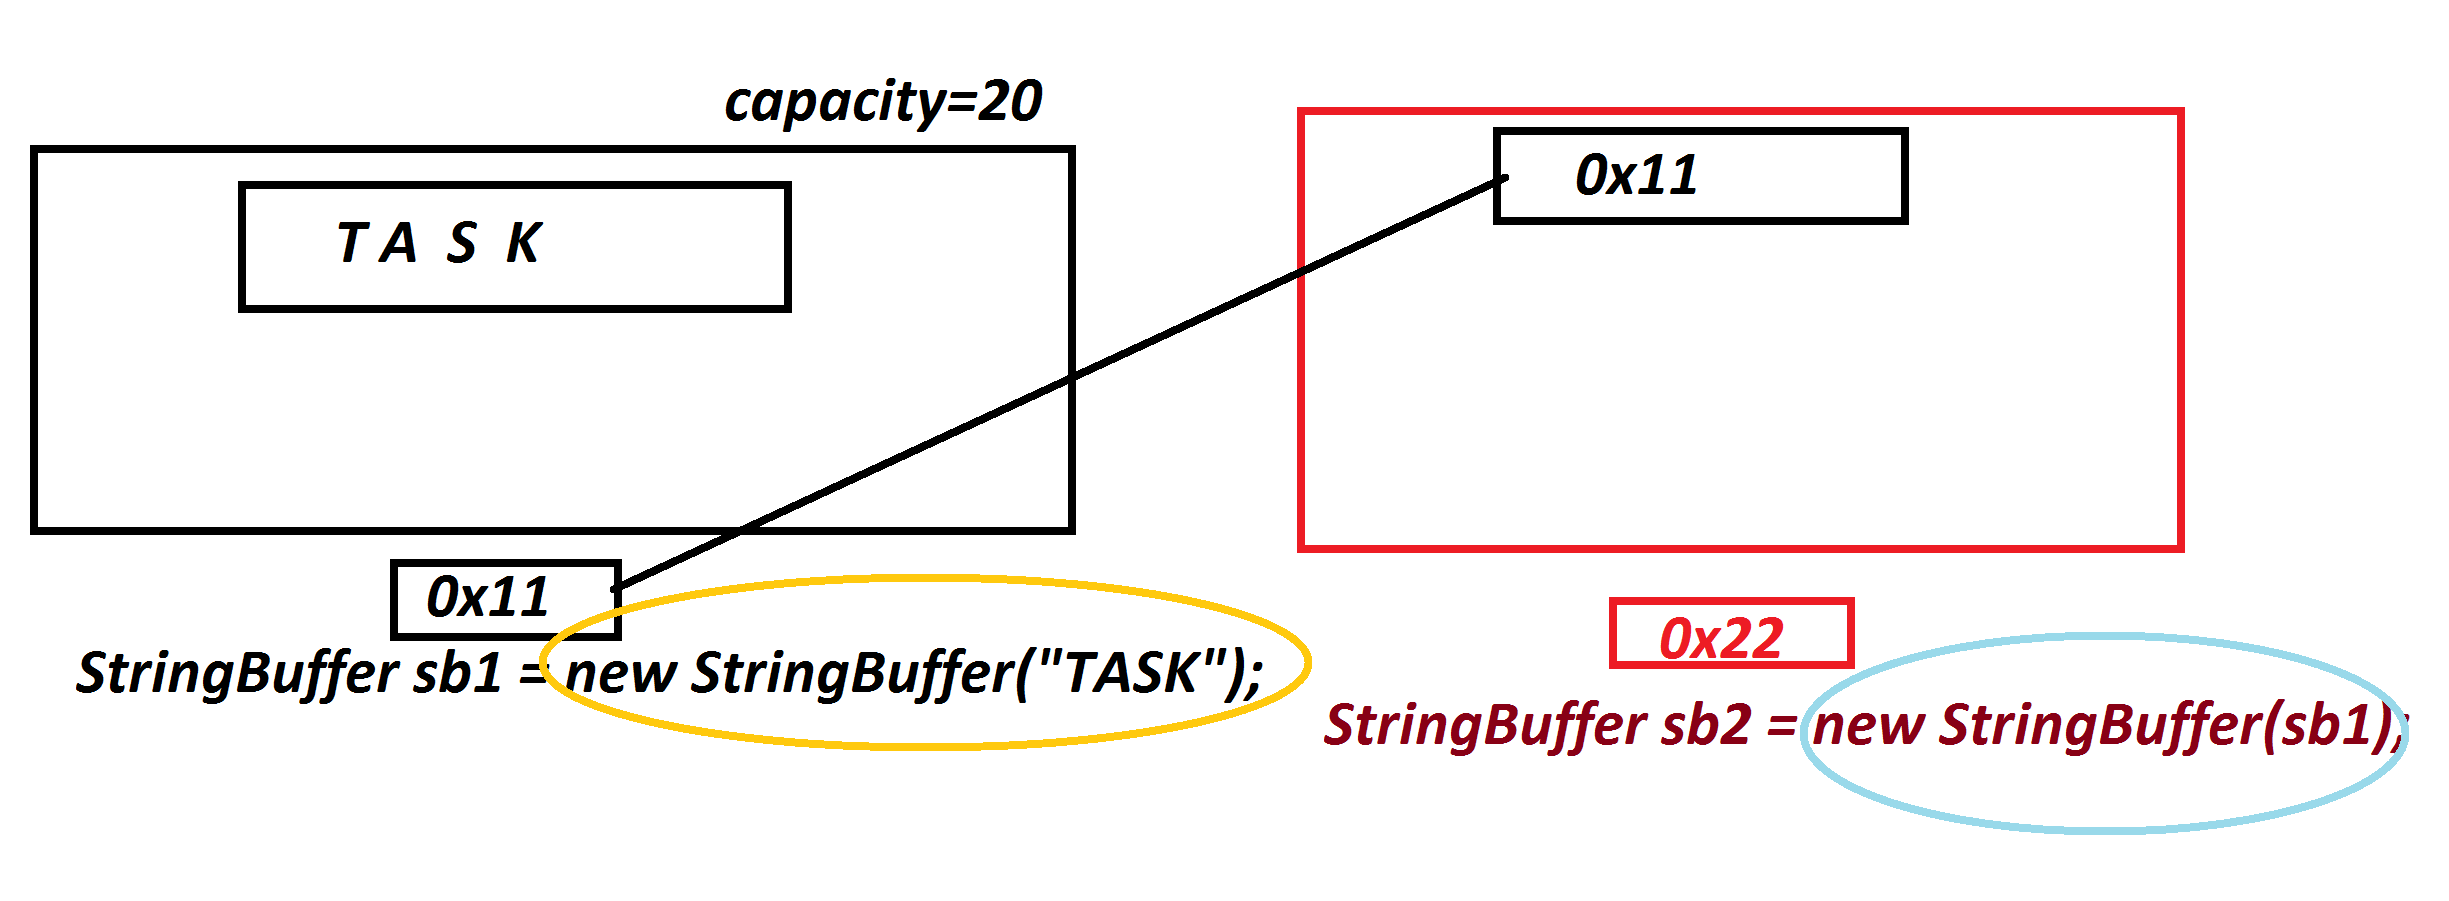 capacity=20
T A S K
0x11
0x11
StringBuffer sb1 = new StringBuffer("TASK");
0x22
StringBuffer sb2 = new StringBuffer(sb1);